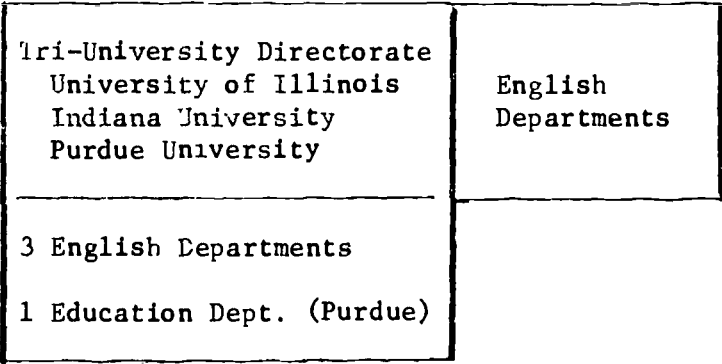 Tri-University Directorate
University of Illinois
Indiana University
Purdue University
3 English Departments
1 Education Dept. (Purdue)
English
Departments